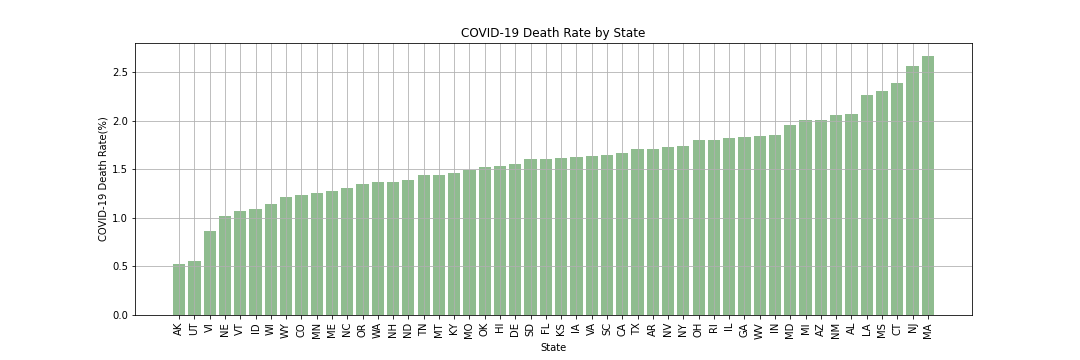 COVID-19 Death Rate by State
COVID-19 Death Rate(%)
2.5
2.0
1.5
1.0
0.5
0.0
AK UT VI NE VT ID WI WY CO MN ME NC OR WA NH ND TN MT KY MO OK HI DE SD FL KS IA VA SC CA TX AR NV NY OH RI IL GA WV IN MD MI AZ NM AL LA MS CT NJ MA
State